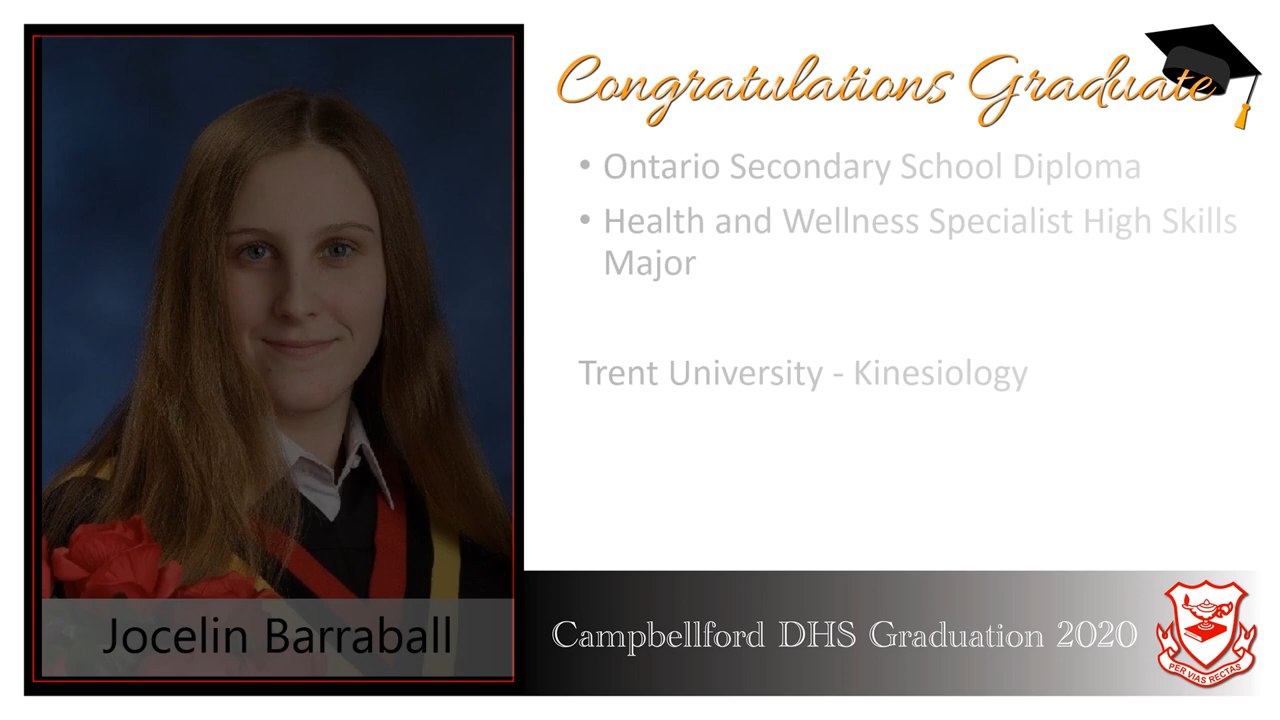 Congratulations Graduate
• Ontario Secondary School Diploma
• Health and Wellness Specialist High Skills
Major
Trent University - Kinesiology
Jocelin Barraball
Campbellford DHS Graduation 2020
PER VIAS RECTAS